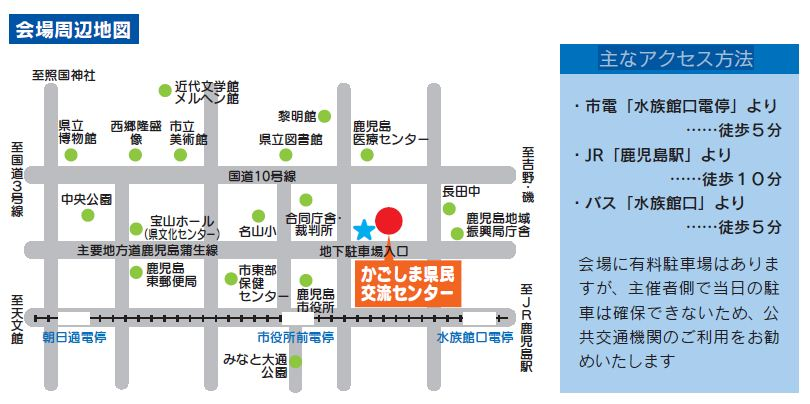 会場周辺地図
至照国神社
近代文学館
メルヘン館
黎明館
県立
博物館
西郷隆盛
像
市立
美術館
県立図書館
鹿児島
医療センター
至国道3号線
国道10号線
至吉野・磯
中央公園
宝山ホール
(県文化センター)
名山小
合同庁舎・
裁判所
長田中
鹿児島地域
振興局庁舎
主要地方道鹿児島蒲生線
地下駐車場入口
鹿児島
東郵便局
市東部
保健
センター
鹿児島
市役所
かごしま県民
交流センター
至天文館
至JR鹿児島駅
朝日通電停
市役所前電停
水族館口電停
みなと大通
公園
主なアクセス方法
・市電「水族館口電停」より
……徒歩5分
・JR「鹿児島駅」より
……徒歩10分
・バス「水族館口」より
……徒歩5分
会場に有料駐車場はありま
すが、主催者側で当日の駐
車は確保できないため、公
共交通機関のご利用をお勧
めいたします